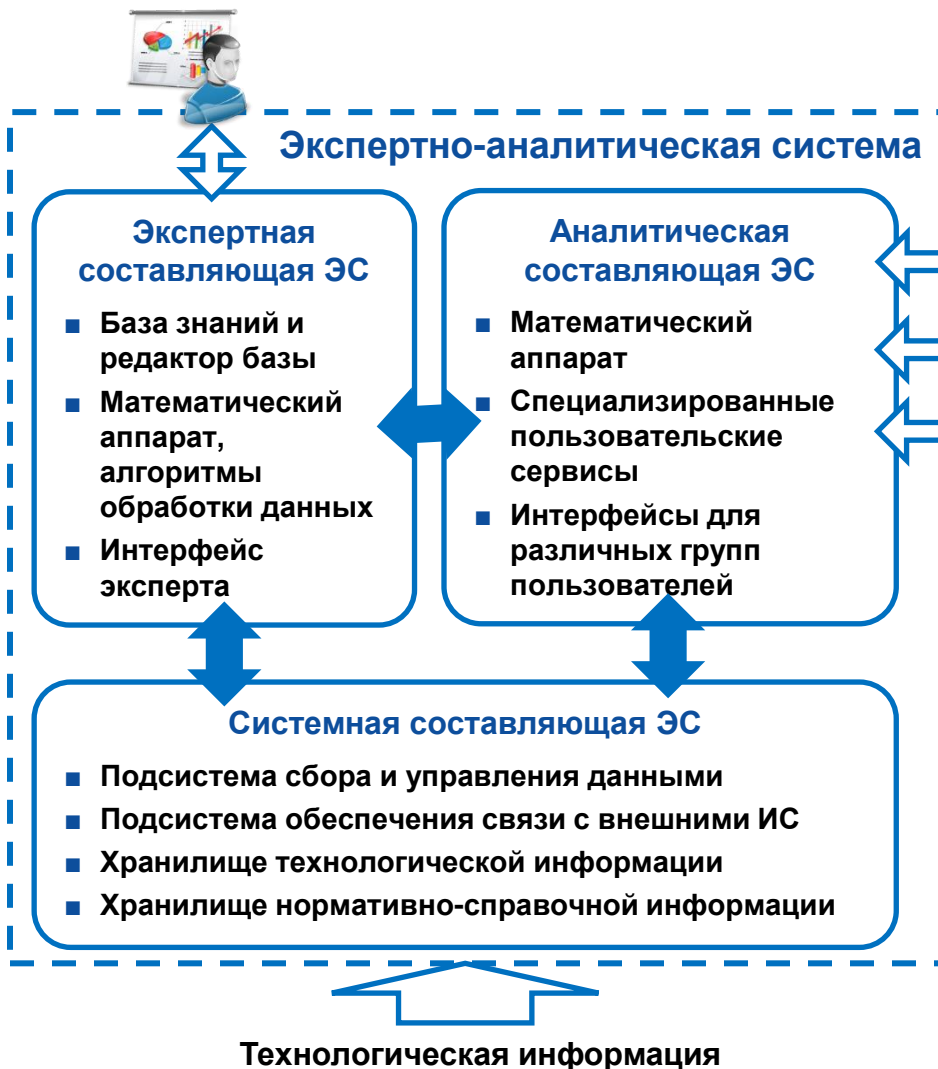 Экспертно-аналитическая система
Экспертная
составляющая ЭС
■ База знаний и
редактор базы
■ Математический
аппарат,
алгоритмы
обработки данных
■ Интерфейс
эксперта
Аналитическая
составляющая ЭС
■ Математический
аппарат
■ Специализированные
пользовательские
сервисы
■ Интерфейсы для
различных групп
пользователей
Системная составляющая ЭС
■ Подсистема сбора и управления данными
■ Подсистема обеспечения связи с внешними ИС
■ Хранилище технологической информации
■ Хранилище нормативно-справочной информации
Технологическая информация